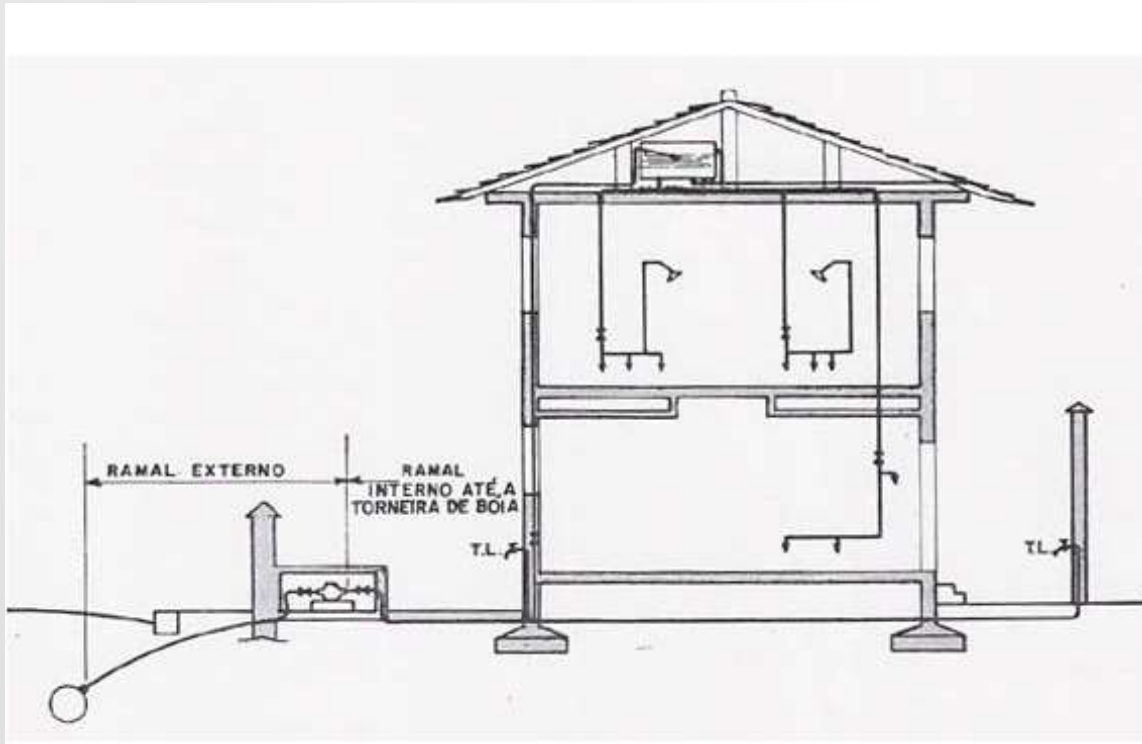 RAMAL EXTERNO
RAMAL
INTERNO ATÉ A
TORNEIRA DE BOIA
T.L.
T.L.